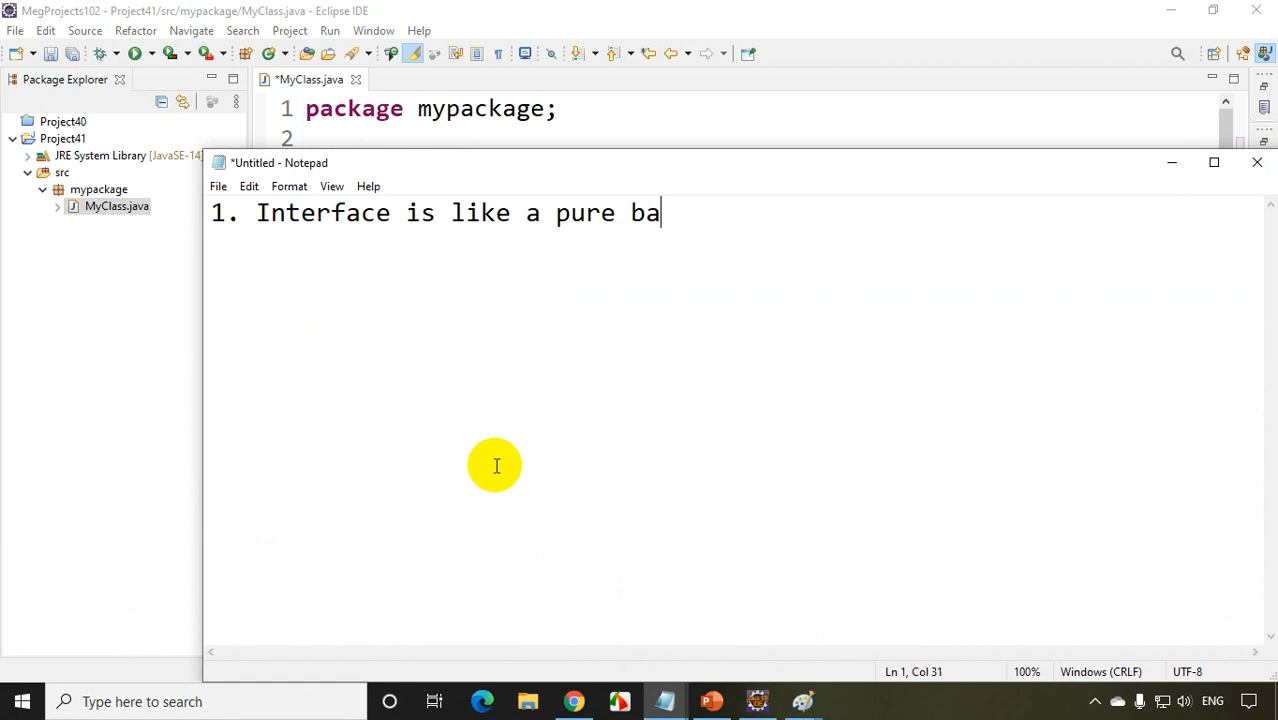 MegProjects102 - Project41/src/mypackage/MyClass.java - Eclipse IDE
File Edit Source Refactor Navigate Search Project Run Window Help
Package Explorer
*MyClass.java
1 package mypackage;
2
Project40
Project41
JRE System Library [JavaSE-14]
src
mypackage
MyClass.java
*Untitled - Notepad
File Edit Format View Help
1. Interface is like a pure ba
Ln 1, Col 31 100% Windows (CRLF) UTF-8
Type here to search
ENG